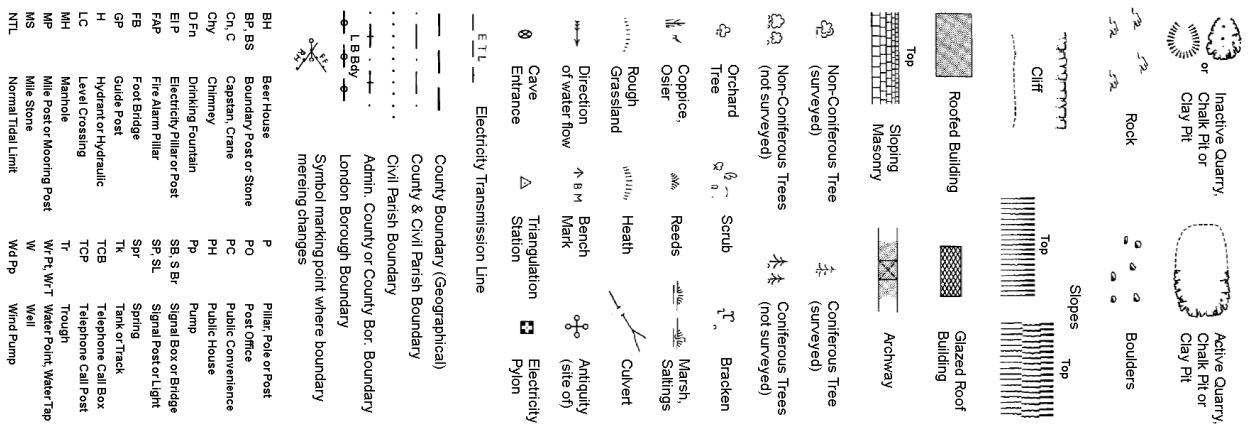 Inactive Quarry,
Chalk Pit or
Clay Pit
or
Active Quarry,
Chalk Pit or
Clay Pit
Rock
Boulders
Cliff
Slopes
Top
Top
Roofed Building
Glazed Roof
Building
Top
Sloping
Masonry
Archway
Non-Coniferous Tree
(surveyed)
Coniferous Tree
(surveyed)
Non-Coniferous Trees
(not surveyed)
Coniferous Trees
(not surveyed)
Orchard
Tree
Scrub
Bracken
Coppice,
Osier
Reeds
Marsh,
Saltings
Rough
Grassland
Heath
Culvert
Direction
of water flow
B M
Bench
Mark
Antiquity
(site of)
Cave
Entrance
Triangulation
Station
Electricity
Pylon
E T L
Electricity Transmission Line
County Boundary (Geographical)
County & Civil Parish Boundary
Civil Parish Boundary
Admin. County or County Bor. Boundary
L B Bdy
London Borough Boundary
Symbol marking point where boundary
mereing changes
BH Beer House P Pillar, Pole or Post
BP, BS Boundary Post or Stone PO Post Office
Cn, C Capstan, Crane PC Public Convenience
Chy Chimney PH Public House
D Fn Drinking Fountain Pp Pump
El P Electricity Pillar or Post SB, S Br Signal Box or Bridge
FAP Fire Alarm Pillar SP, SL Signal Post or Light
FB Foot Bridge Spr Spring
GP Guide Post Tk Tank or Track
H Hydrant or Hydraulic TCB Telephone Call Box
LC Level Crossing TCP Telephone Call Post
MH Manhole Tr Trough
MP Mile Post or Mooring Post Wr Pt, Wr T Water Point, Water Tap
MS Mile Stone W Well
NTL Normal Tidal Limit Wd Pp Wind Pump